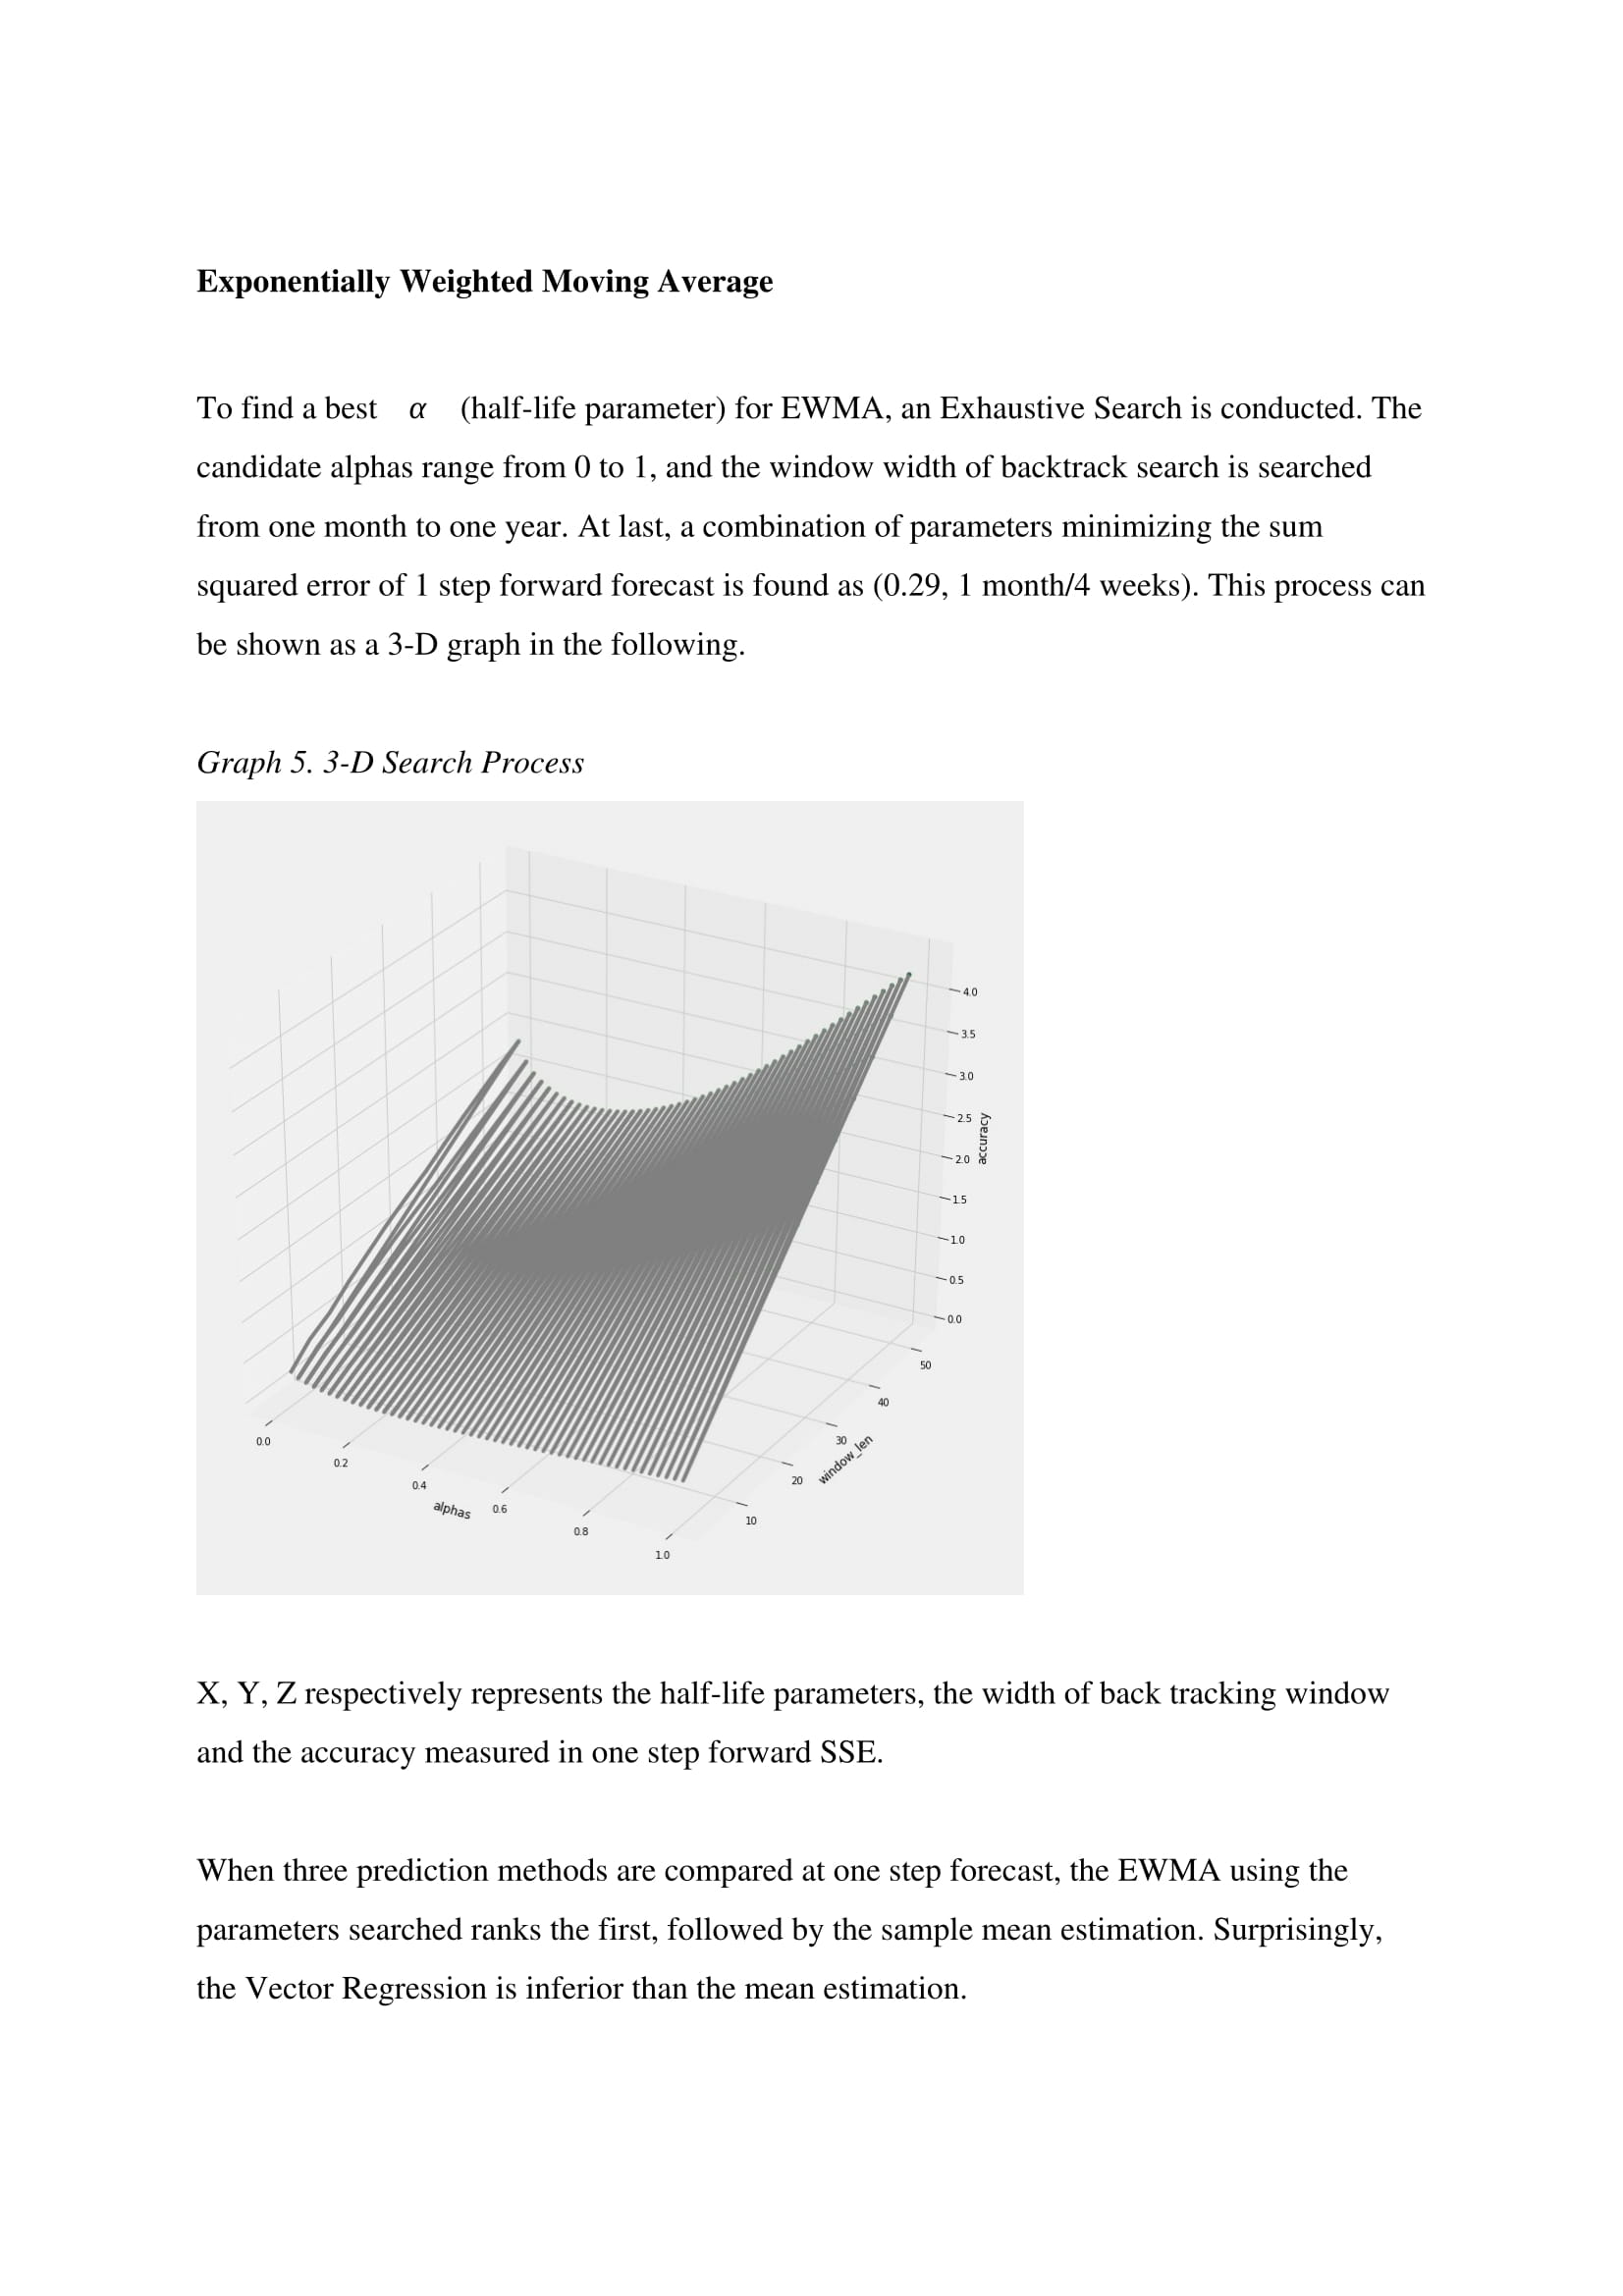 Exponentially Weighted Moving Average
To find a best α (half-life parameter) for EWMA, an Exhaustive Search is conducted. The
candidate alphas range from 0 to 1, and the window width of backtrack search is searched
from one month to one year. At last, a combination of parameters minimizing the sum
squared error of 1 step forward forecast is found as (0.29, 1 month/4 weeks). This process can
be shown as a 3-D graph in the following.
Graph 5. 3-D Search Process
4.0
3.5
3.0
2.5
accuracy
2.0
1.5
1.0
0.5
0.0
50
40
30
window_len
20
10
0.0
0.2
0.4
alphas
0.6
0.8
1.0
X, Y, Z respectively represents the half-life parameters, the width of back tracking window
and the accuracy measured in one step forward SSE.
When three prediction methods are compared at one step forecast, the EWMA using the
parameters searched ranks the first, followed by the sample mean estimation. Surprisingly,
the Vector Regression is inferior than the mean estimation.